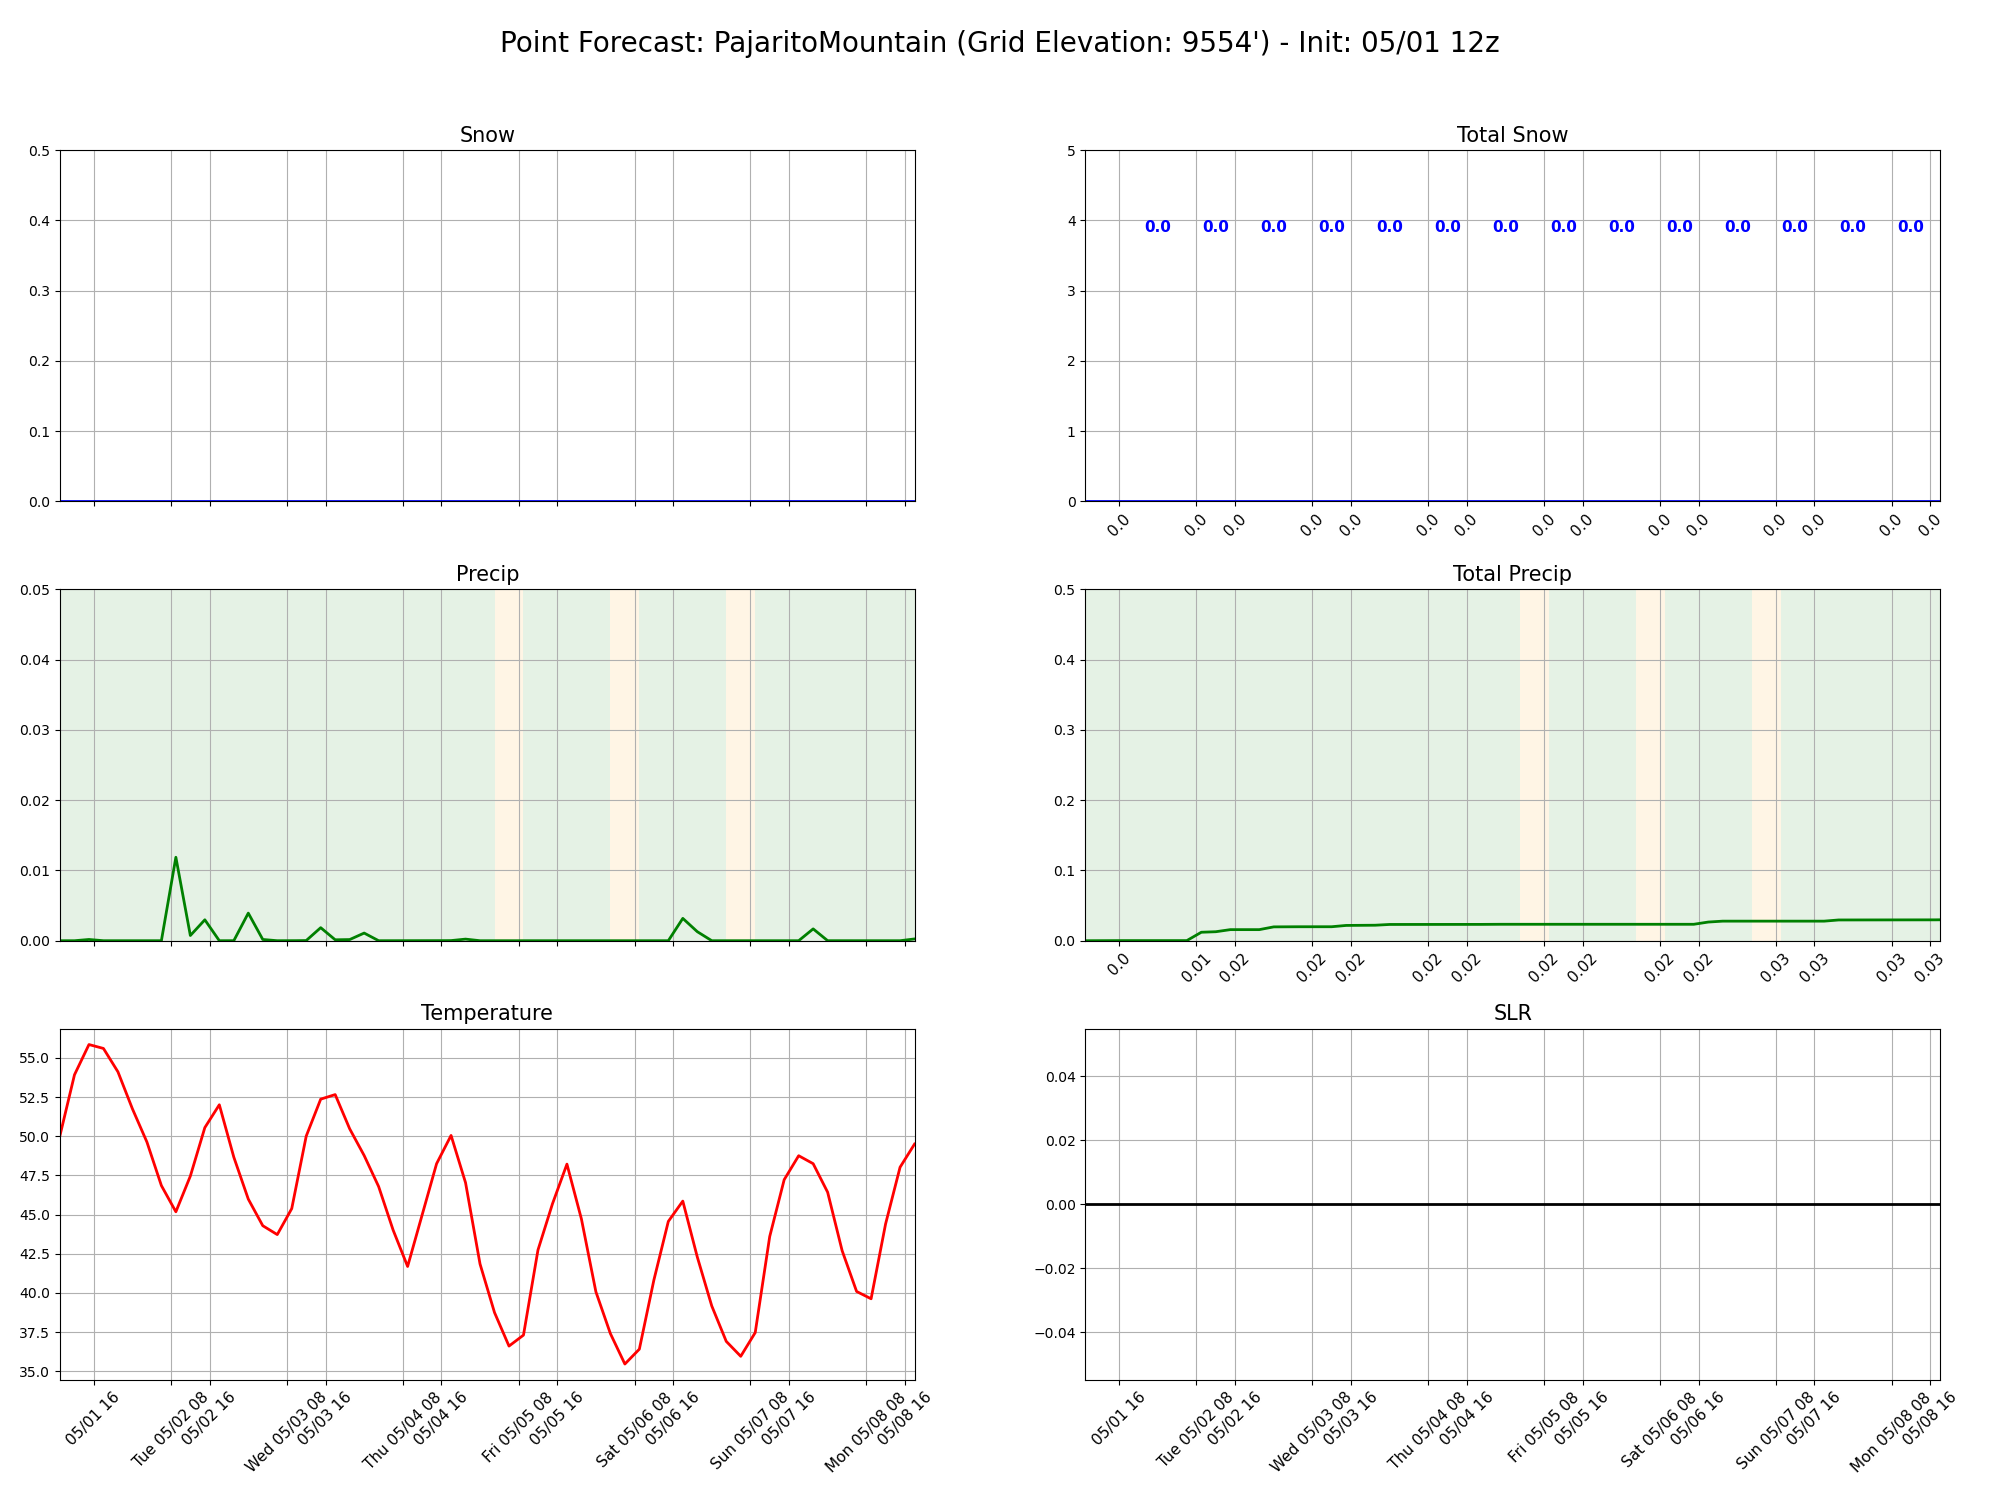 Point Forecast: PajaritoMountain (Grid Elevation: 9554') - Init: 05/01 12z
Snow
0.5
0.4
0.3
0.2
0.1
0.0
Total Snow
5
4
3
2
1
0
0.0 0.0 0.0 0.0 0.0 0.0 0.0 0.0 0.0 0.0 0.0 0.0 0.0 0.0
0.0 0.0 0.0 0.0 0.0 0.0 0.0 0.0 0.0 0.0 0.0 0.0 0.0 0.0 0.0
Precip
0.05
0.04
0.03
0.02
0.01
0.00
Total Precip
0.5
0.4
0.3
0.2
0.1
0.0
0.0 0.01 0.02 0.02 0.02 0.02 0.02 0.02 0.02 0.02 0.02 0.03 0.03 0.03 0.03
Temperature
55.0
52.5
50.0
47.5
45.0
42.5
40.0
37.5
35.0
05/01 16
Tue 05/02 08
05/02 16
Wed 05/03 08
05/03 16
Thu 05/04 08
05/04 16
Fri 05/05 08
05/05 16
Sat 05/06 08
05/06 16
Sun 05/07 08
05/07 16
Mon 05/08 08
05/08 16
SLR
0.04
0.02
0.00
−0.02
−0.04
05/01 16
Tue 05/02 08
05/02 16
Wed 05/03 08
05/03 16
Thu 05/04 08
05/04 16
Fri 05/05 08
05/05 16
Sat 05/06 08
05/06 16
Sun 05/07 08
05/07 16
Mon 05/08 08
05/08 16